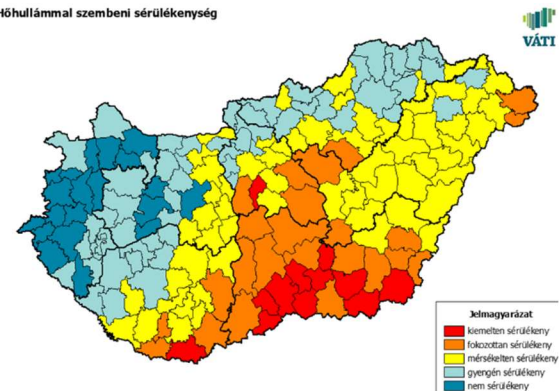 Hőhullámmal szembeni sérülékenység
VÁTI
Jelmagyarázat
kiemelten sérülékeny
fokozottan sérülékeny
mérsékelten sérülékeny
gyengén sérülékeny
nem sérülékeny